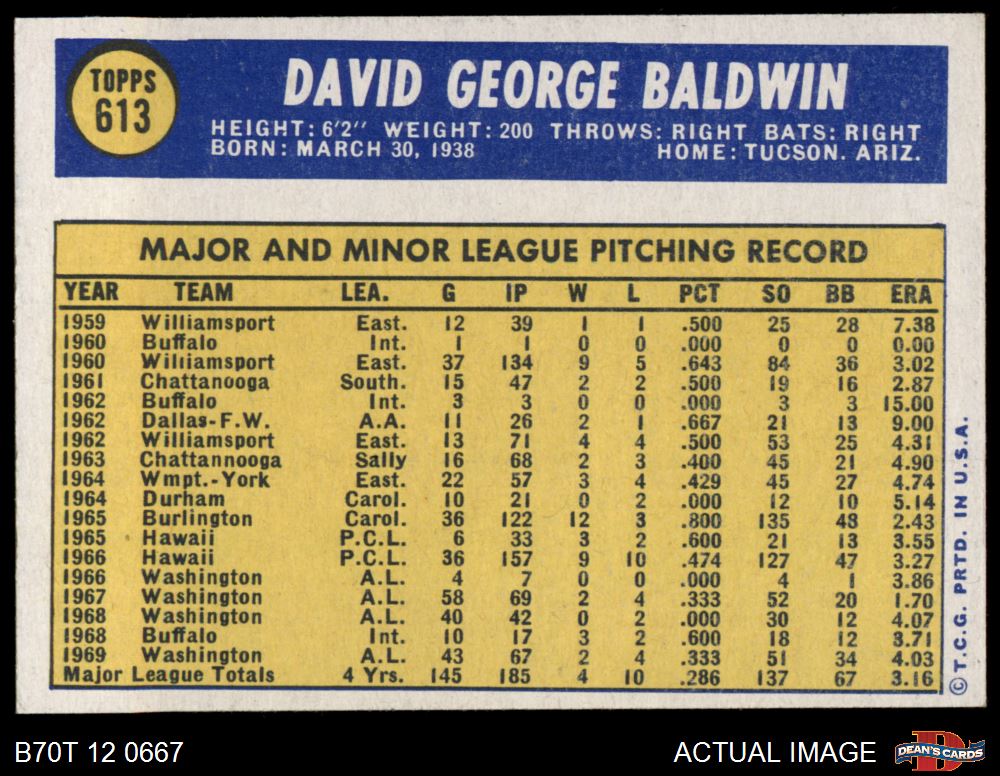 TOPPS
613
DAVID GEORGE BALDWIN
HEIGHT: 6'2" WEIGHT: 200 THROWS: RIGHT BATS: RIGHT
BORN: MARCH 30, 1938 HOME: TUCSON. ARIZ.
MAJOR AND MINOR LEAGUE PITCHING RECORD
YEAR TEAM LEA. G IP W L PCT SO BB ERA
1959 Williamsport East. 12 39 1 1 .500 25 28 7.38
1960 Buffalo Int. 1 1 0 0 .000 0 0 0.00
1960 Williamsport East. 37 134 9 5 .643 84 36 3.02
1961 Chattanooga South. 15 47 2 2 .500 19 16 2.87
1962 Buffalo Int. 3 3 0 0 .000 3 3 15.00
1962 Dallas-F.W. A.A. 11 26 2 1 .667 21 13 9.00
1962 Williamsport East. 13 71 4 4 .500 53 25 4.31
1963 Chattannooga Sally 16 68 2 3 .400 45 21 4.90
1964 Wmpt.-York East. 22 57 3 4 .429 45 27 4.74
1964 Durham Carol. 10 21 0 2 .000 12 10 5.14
1965 Burlington Carol. 36 122 12 3 .800 135 48 2.43
1965 Hawaii P.C.L. 6 33 3 2 .600 21 13 3.55
1966 Hawaii P.C.L. 36 157 9 10 .474 127 47 3.27
1966 Washington A.L. 4 7 0 0 .000 4 1 3.86
1967 Washington A.L. 58 69 2 4 .333 52 20 1.70
1968 Washington A.L. 40 42 0 2 .000 30 12 4.07
1968 Buffalo Int. 10 17 3 2 .600 18 12 3.71
1969 Washington A.L. 43 67 2 4 .333 51 34 4.03
Major League Totals 4 Yrs. 145 185 4 10 .286 137 67 3.16
©T.C.G. PRTD. IN U.S.A.
B70T 12 0667
ACTUAL IMAGE
DEAN'S CARDS